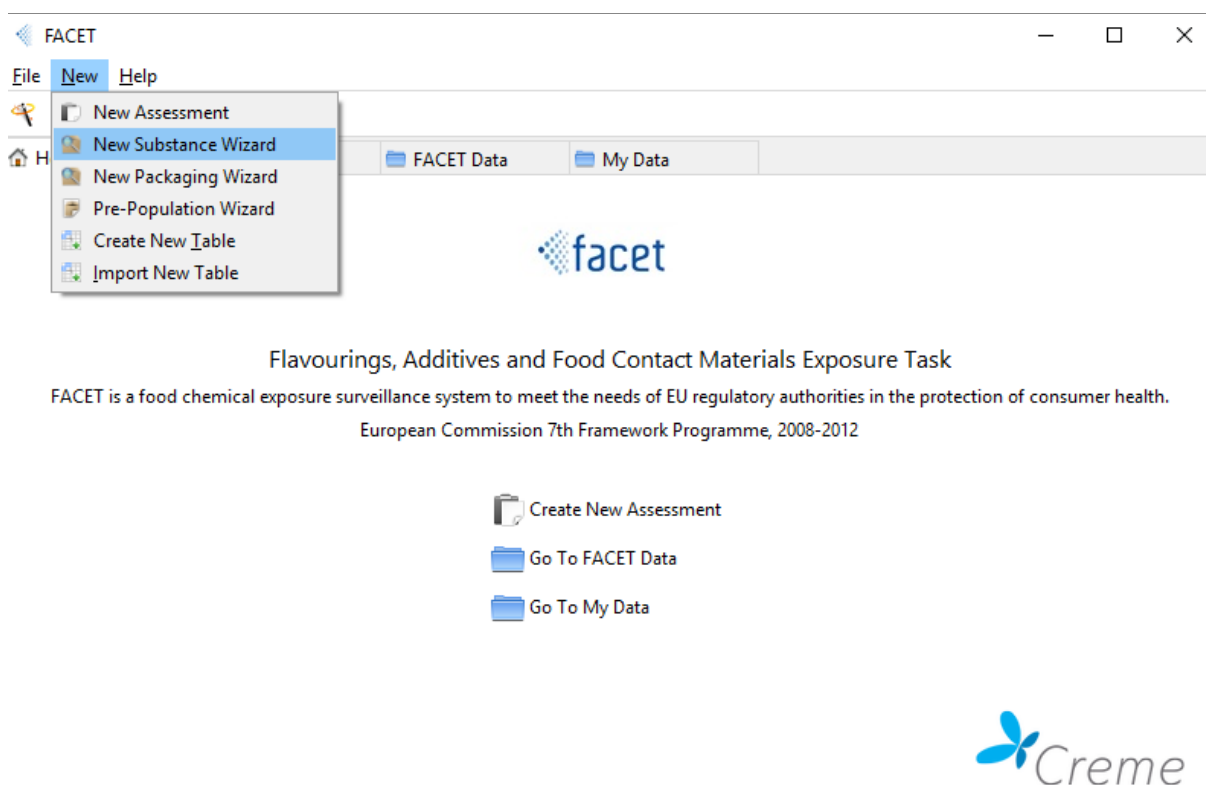 FACET
File New Help
New Assessment
New Substance Wizard
H
FACET Data
My Data
New Packaging Wizard
Pre-Population Wizard
Create New Table
Import New Table
facet
Flavourings, Additives and Food Contact Materials Exposure Task
FACET is a food chemical exposure surveillance system to meet the needs of EU regulatory authorities in the protection of consumer health.
European Commission 7th Framework Programme, 2008-2012
Create New Assessment
Go To FACET Data
Go To My Data
Creme